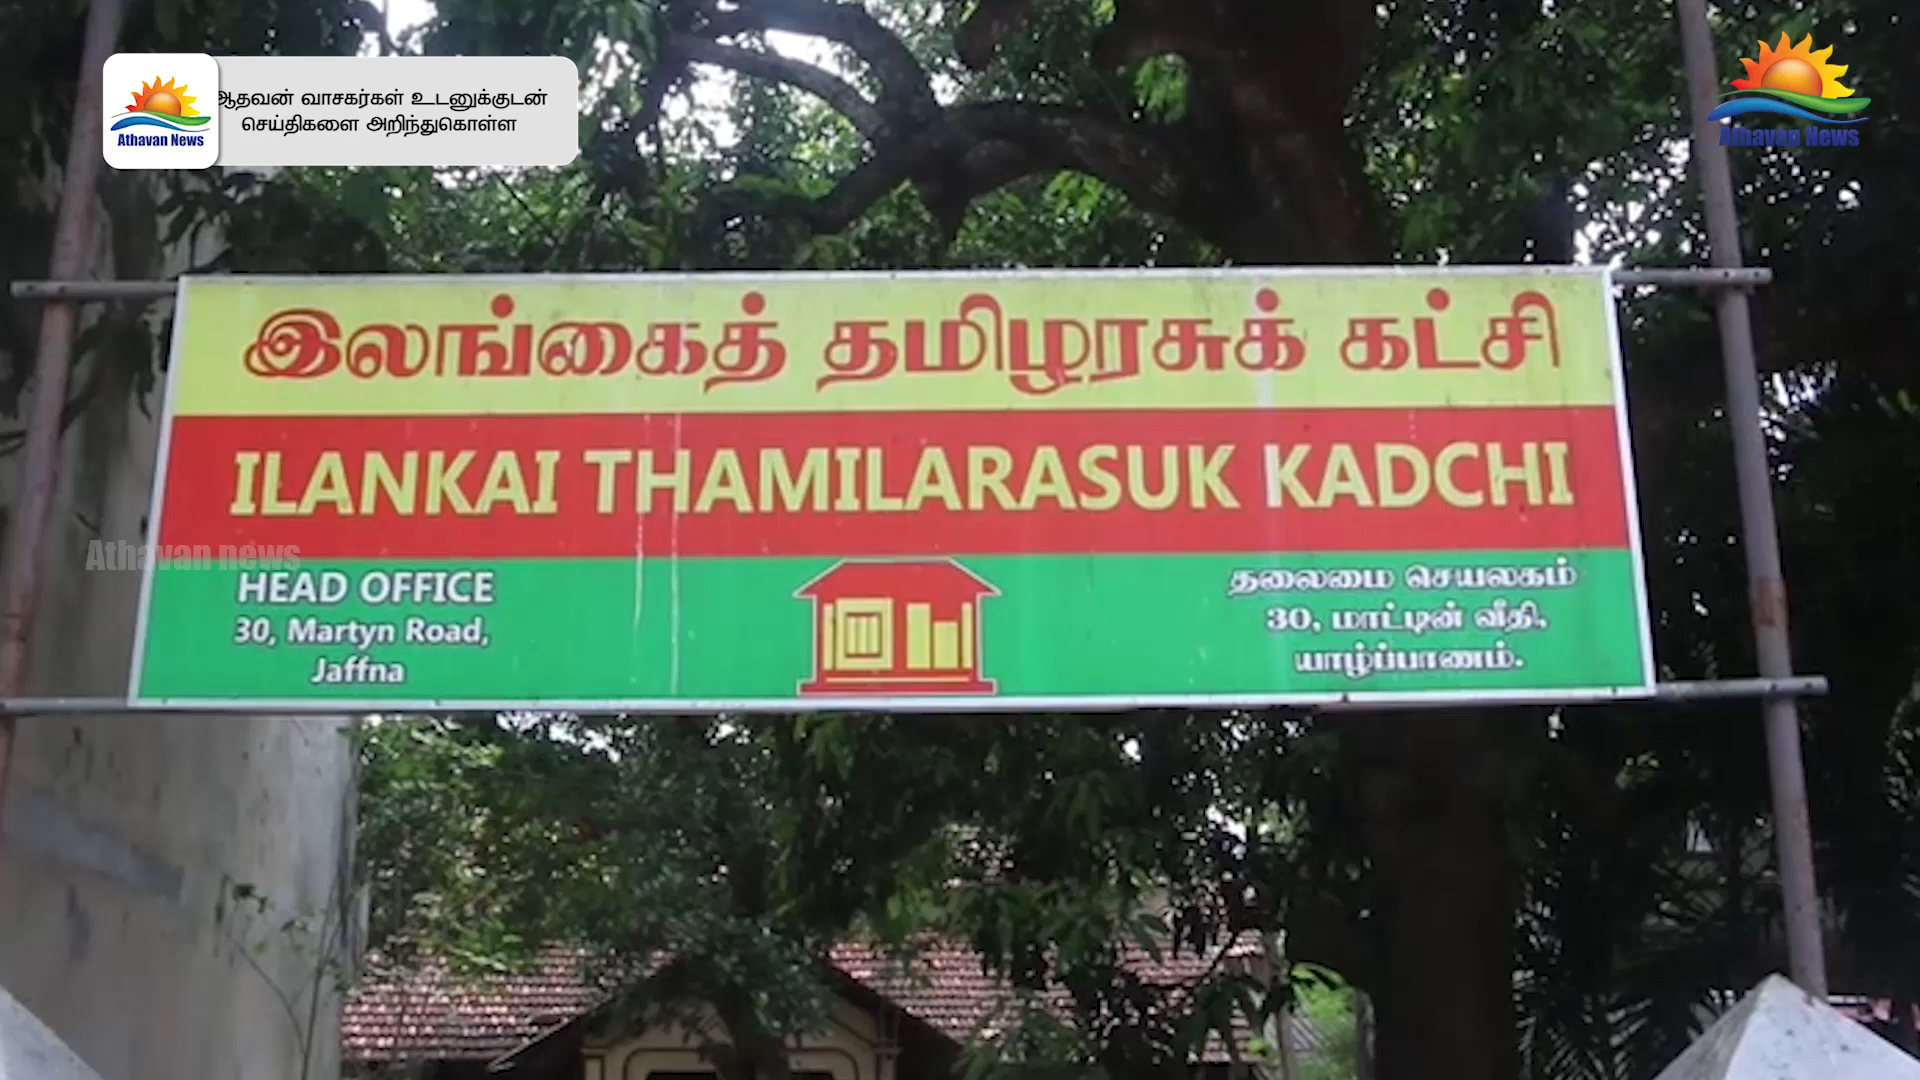 ஆதவன் வாசகர்கள் உடனுக்குடன்
செய்திகளை அறிந்துகொள்ள
Athavan News
Athavan News
இலங்கைத் தமிழரசுக் கட்சி
ILANKAI THAMILARASUK KADCHI
Athavan news
HEAD OFFICE
30, Martyn Road,
Jaffna
தலைமை செயலகம்
30, மாட்டின் வீதி,
யாழ்ப்பாணம்.